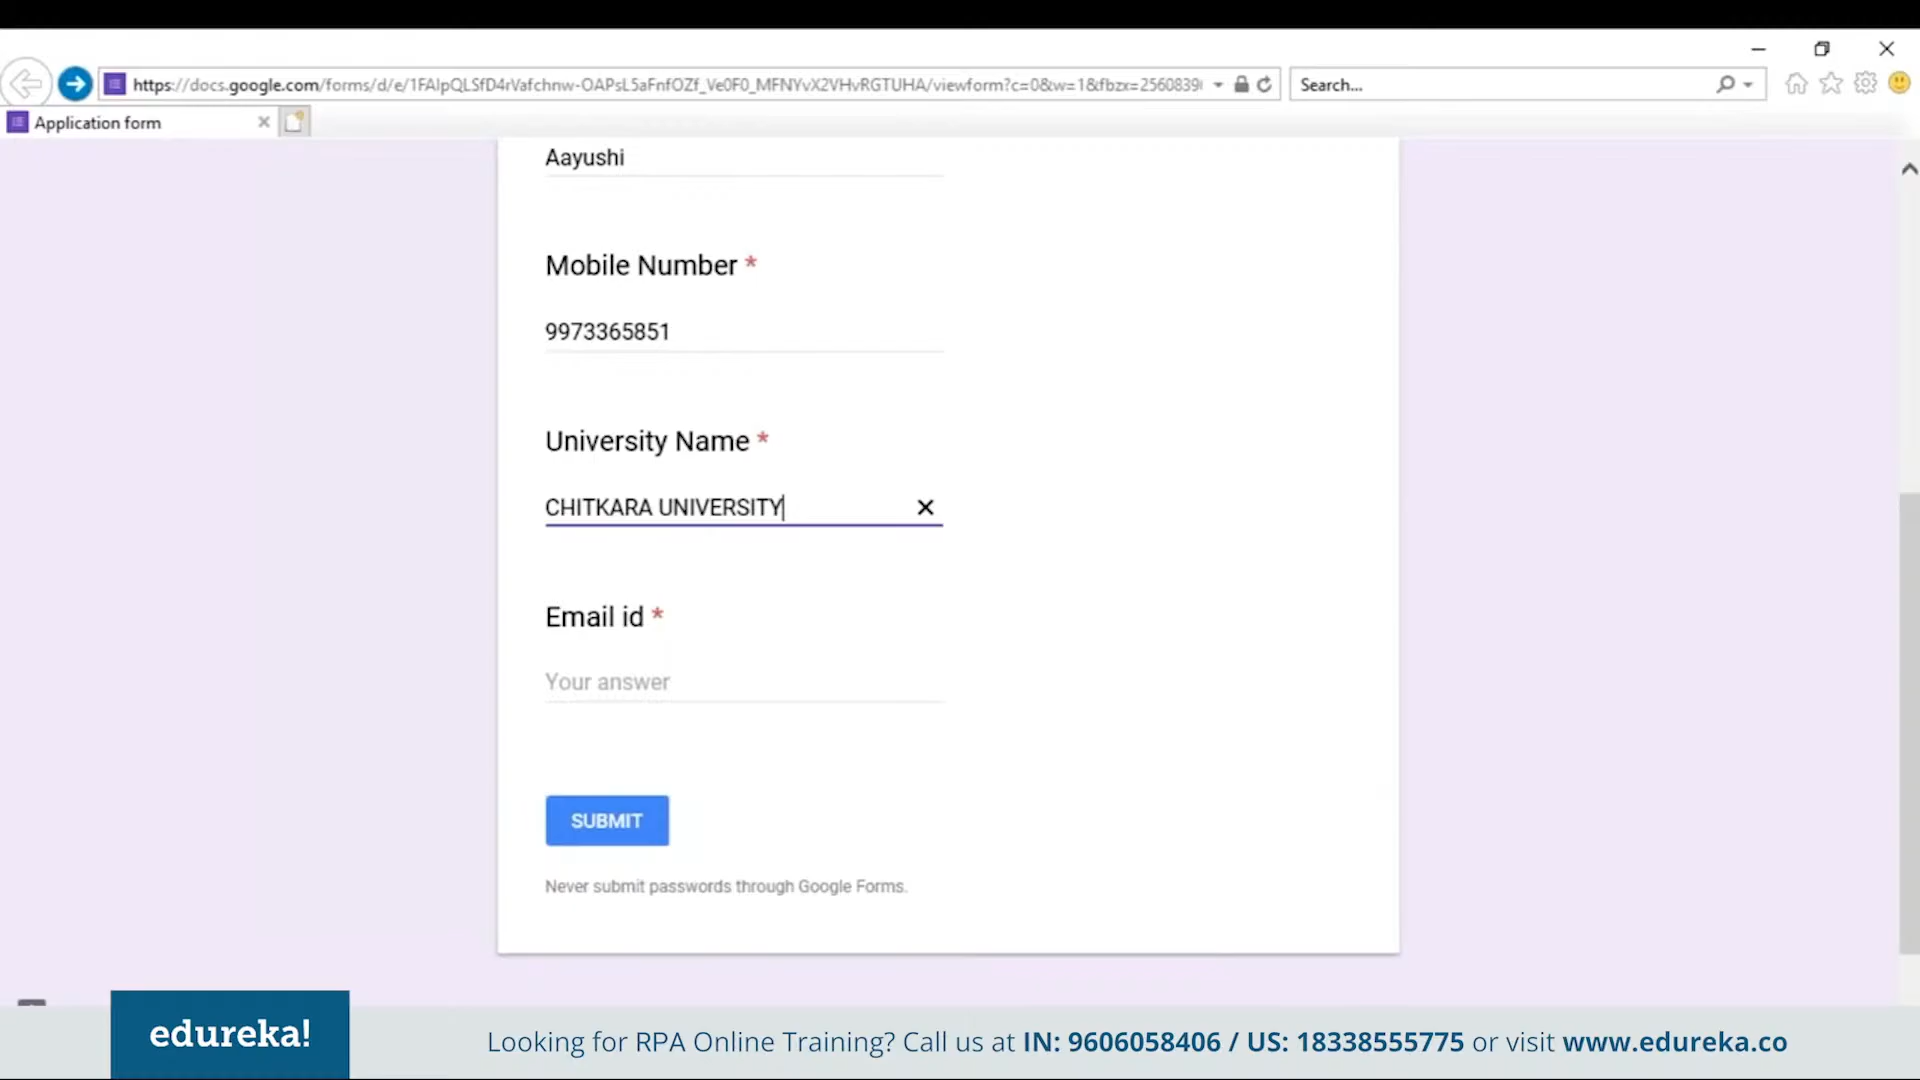 https://docs.google.com/forms/d/e/1FAIpQLSfD4rVafchnw-OAPsL5aFnfOZf_Ve0F0_MFNYvX2VHvRGTUHA/viewform?c=0&w=1&fbzx=2560839
Search...
Application form
Aayushi
Mobile Number *
9973365851
University Name *
CHITKARA UNIVERSITY
Email id *
Your answer
SUBMIT
Never submit passwords through Google Forms.
edureka!
Looking for RPA Online Training? Call us at IN: 9606058406 / US: 18338555775 or visit www.edureka.co